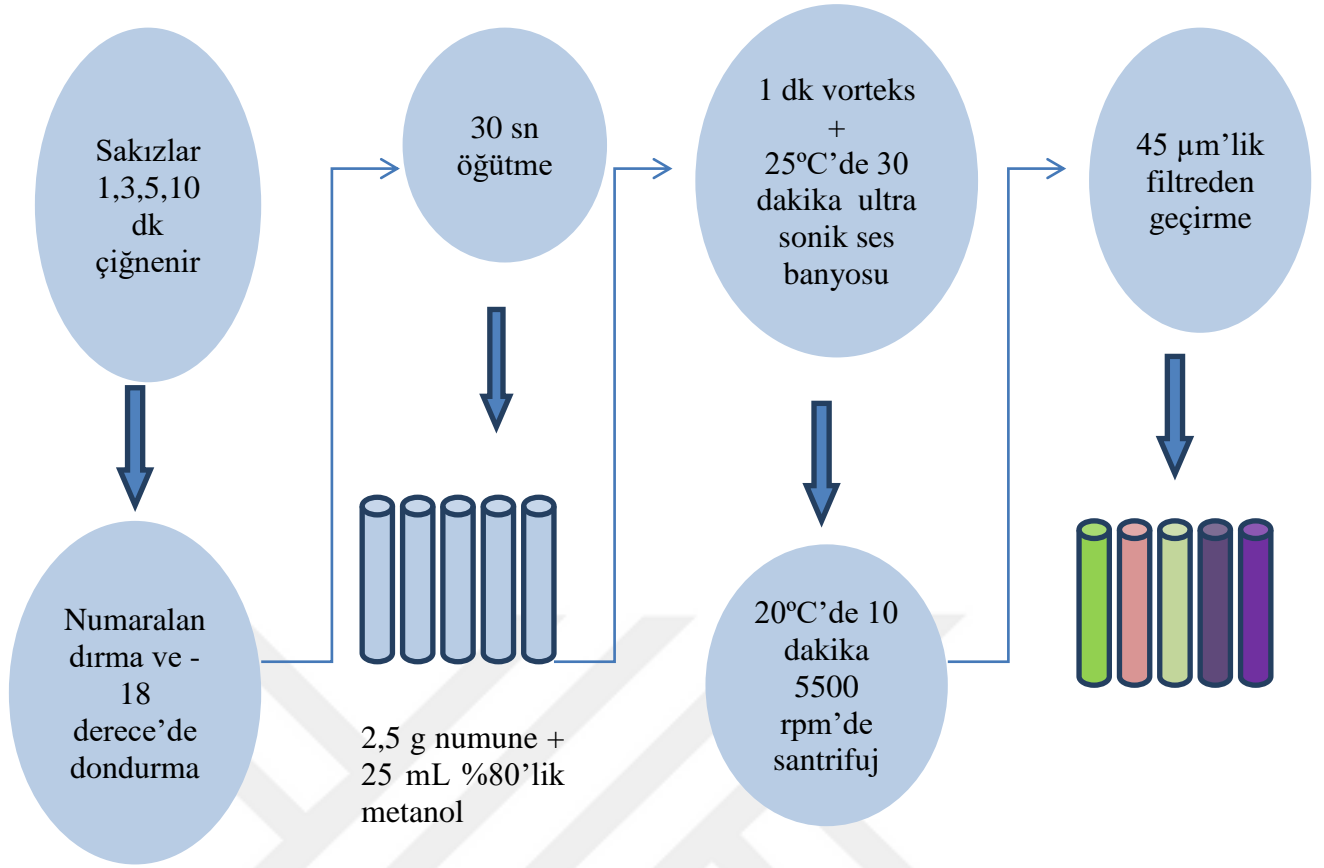 Sakızlar
1,3,5,10
dk
çiğnenir
Numaralan
dırma ve -
18
derece’de
dondurma
30 sn
öğütme
2,5 g numune +
25 mL %80’lik
metanol
1 dk vorteks
+
25ºC’de 30
dakika ultra
sonik ses
banyosu
20ºC’de 10
dakika
5500
rpm’de
santrifuj
45 µm’lik
filtreden
geçirme